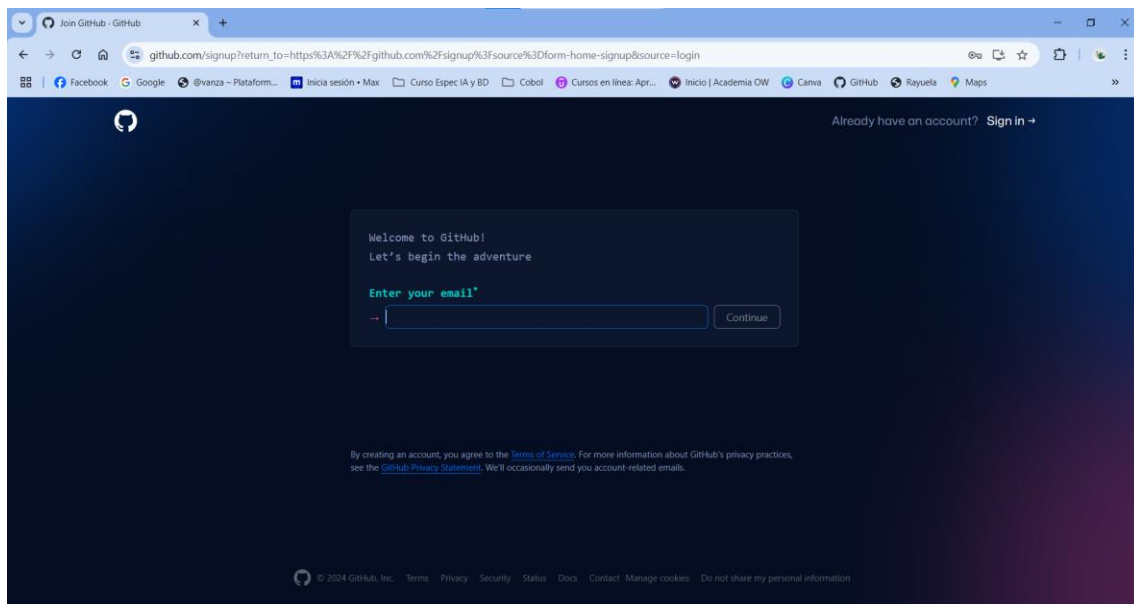 Join GitHub · GitHub
github.com/signup?return_to=https%3A%2F%2Fgithub.com%2Fsignup%3Fsource%3Dform-home-signup&source=login
Facebook Google @vanza – Plataform... Inicia sesión • Max Curso Espec IA y BD Cobol Cursos en línea: Apr... Inicio | Academia OW Canva GitHub Rayuela Maps »
Already have an account? Sign in →
Welcome to GitHub!
Let's begin the adventure
Enter your email*
→ Continue
By creating an account, you agree to the Terms of Service. For more information about GitHub's privacy practices,
see the GitHub Privacy Statement. We'll occasionally send you account-related emails.
© 2024 GitHub, Inc. Terms Privacy Security Status Docs Contact Manage cookies Do not share my personal information